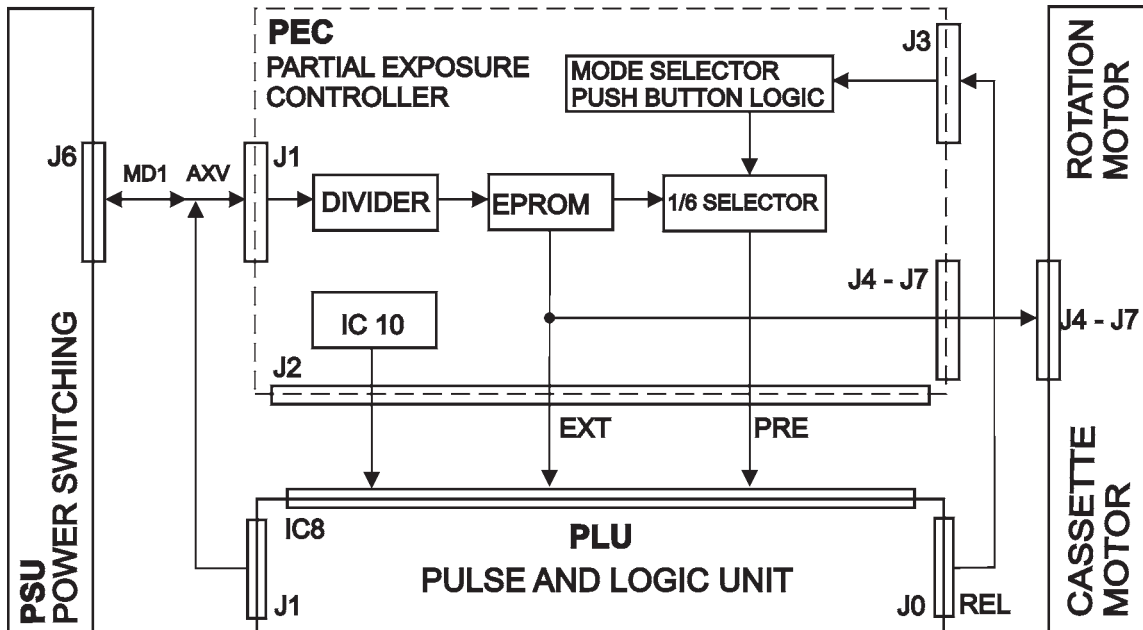 PEC
PARTIAL EXPOSURE
CONTROLLER
MODE SELECTOR
PUSH BUTTON LOGIC
J3
ROTATION
MOTOR
J6
MD1
AXV
J1
DIVIDER
EPROM
1/6 SELECTOR
J4 - J7
J4 - J7
IC 10
J2
EXT
PRE
PSU
POWER SWITCHING
CASSETTE
MOTOR
IC8
PLU
PULSE AND LOGIC UNIT
J1
J0
REL